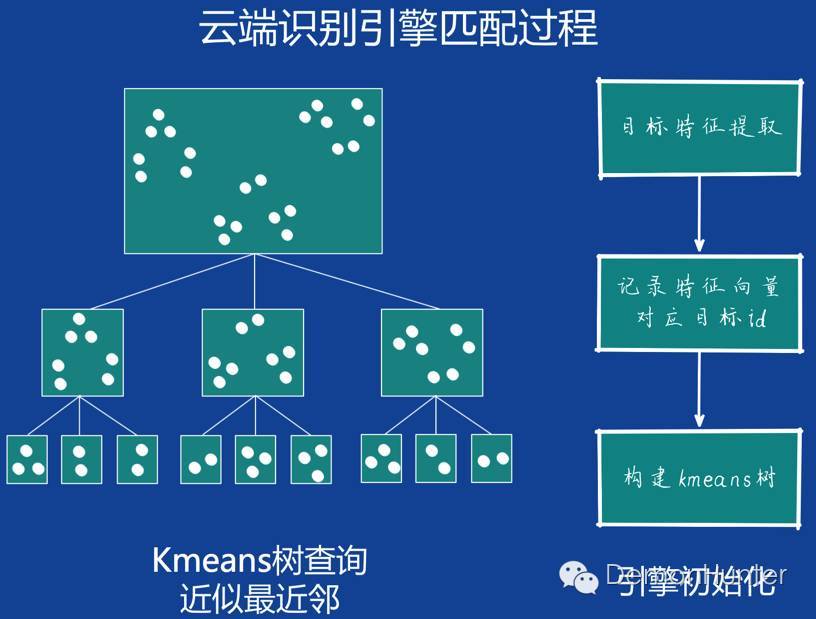 云端识别引擎匹配过程
目标特征提取
记录特征向量
对应目标id
构建kmeans树
Kmeans树查询
近似最近邻
引擎初始化
DemonHunter